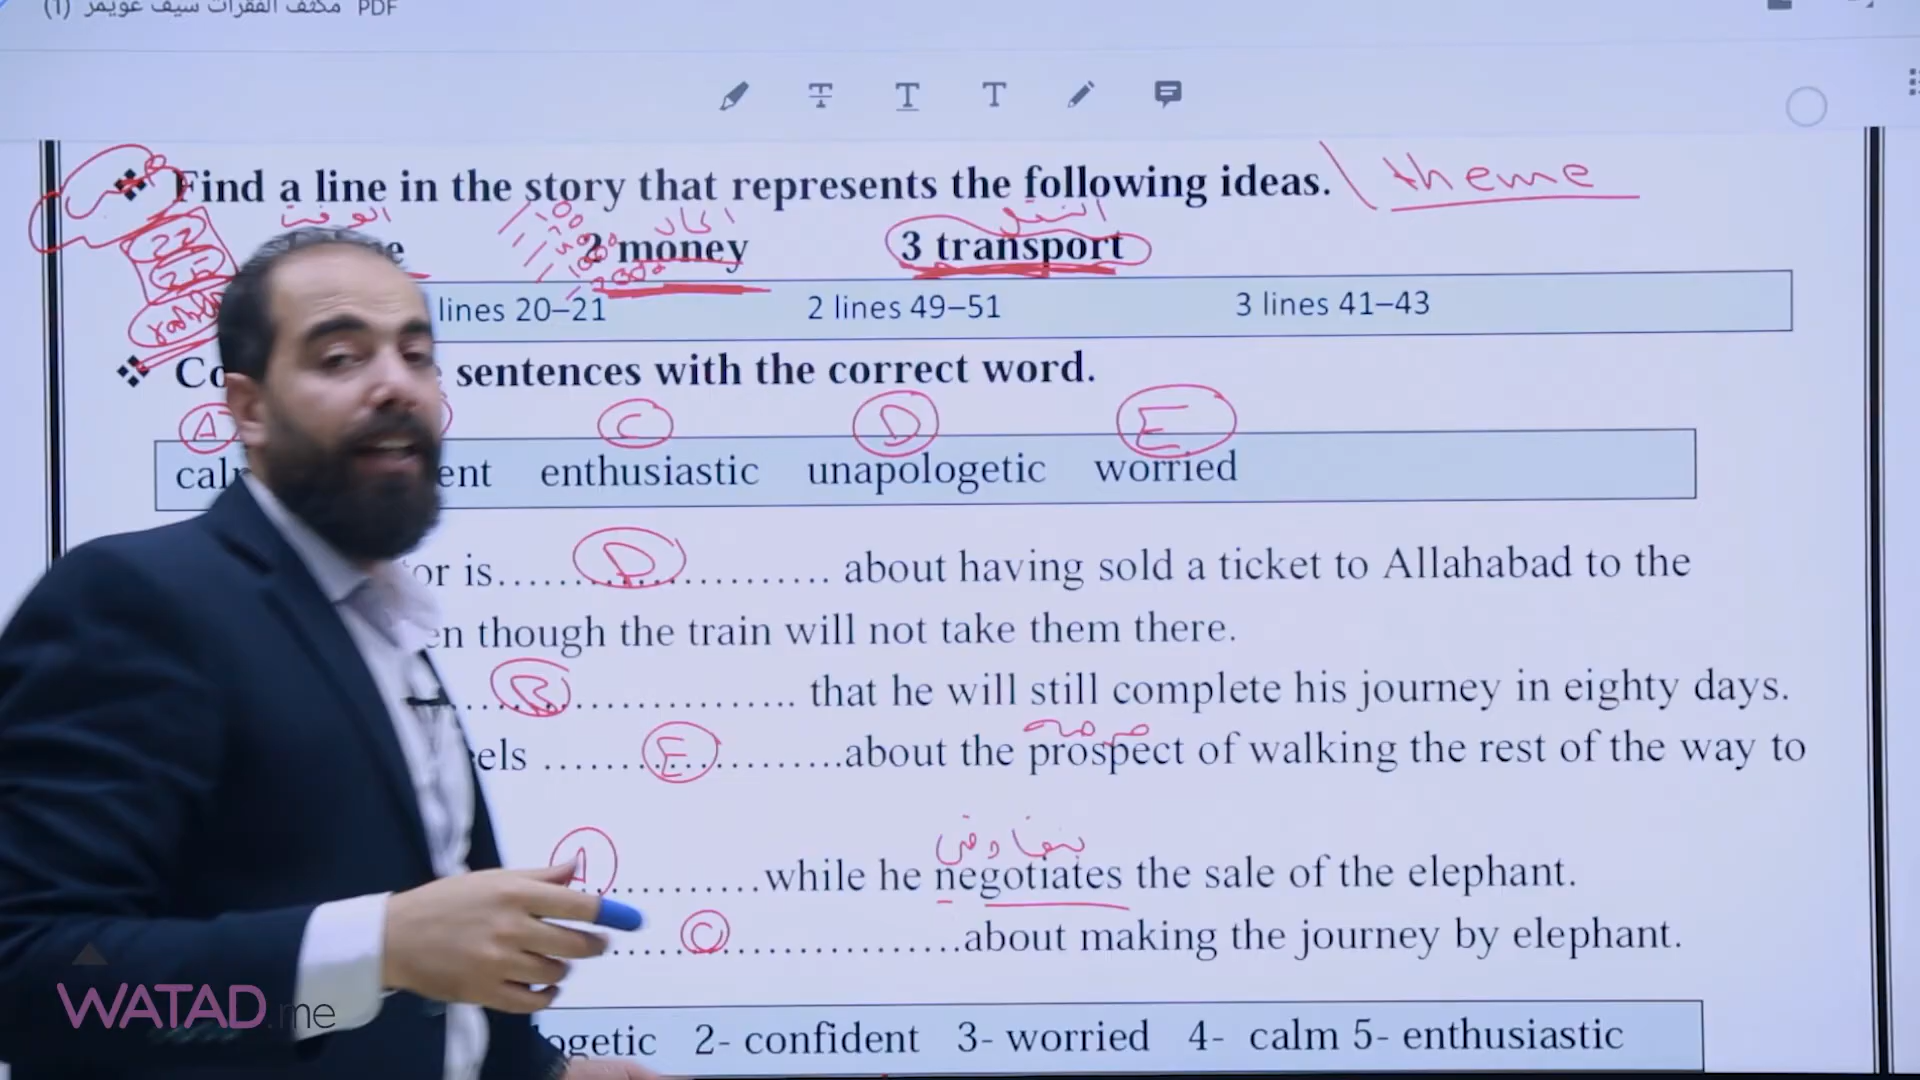 مكثف الفقرات سيف عويمر (1) PDF
Find a line in the story that represents the following ideas. theme
الوقت المال النقل
2 money 3 transport
lines 20–21 2 lines 49–51 3 lines 41–43
sentences with the correct word.
A C D E
enthusiastic unapologetic worried
or is........ D ........ about having sold a ticket to Allahabad to the
en though the train will not take them there.
B ........ that he will still complete his journey in eighty days.
els ........ E ........about the prospect of walking the rest of the way to
A ........while he negotiates the sale of the elephant.
C ........about making the journey by elephant.
ogetic 2- confident 3- worried 4- calm 5- enthusiastic
WATAD.me